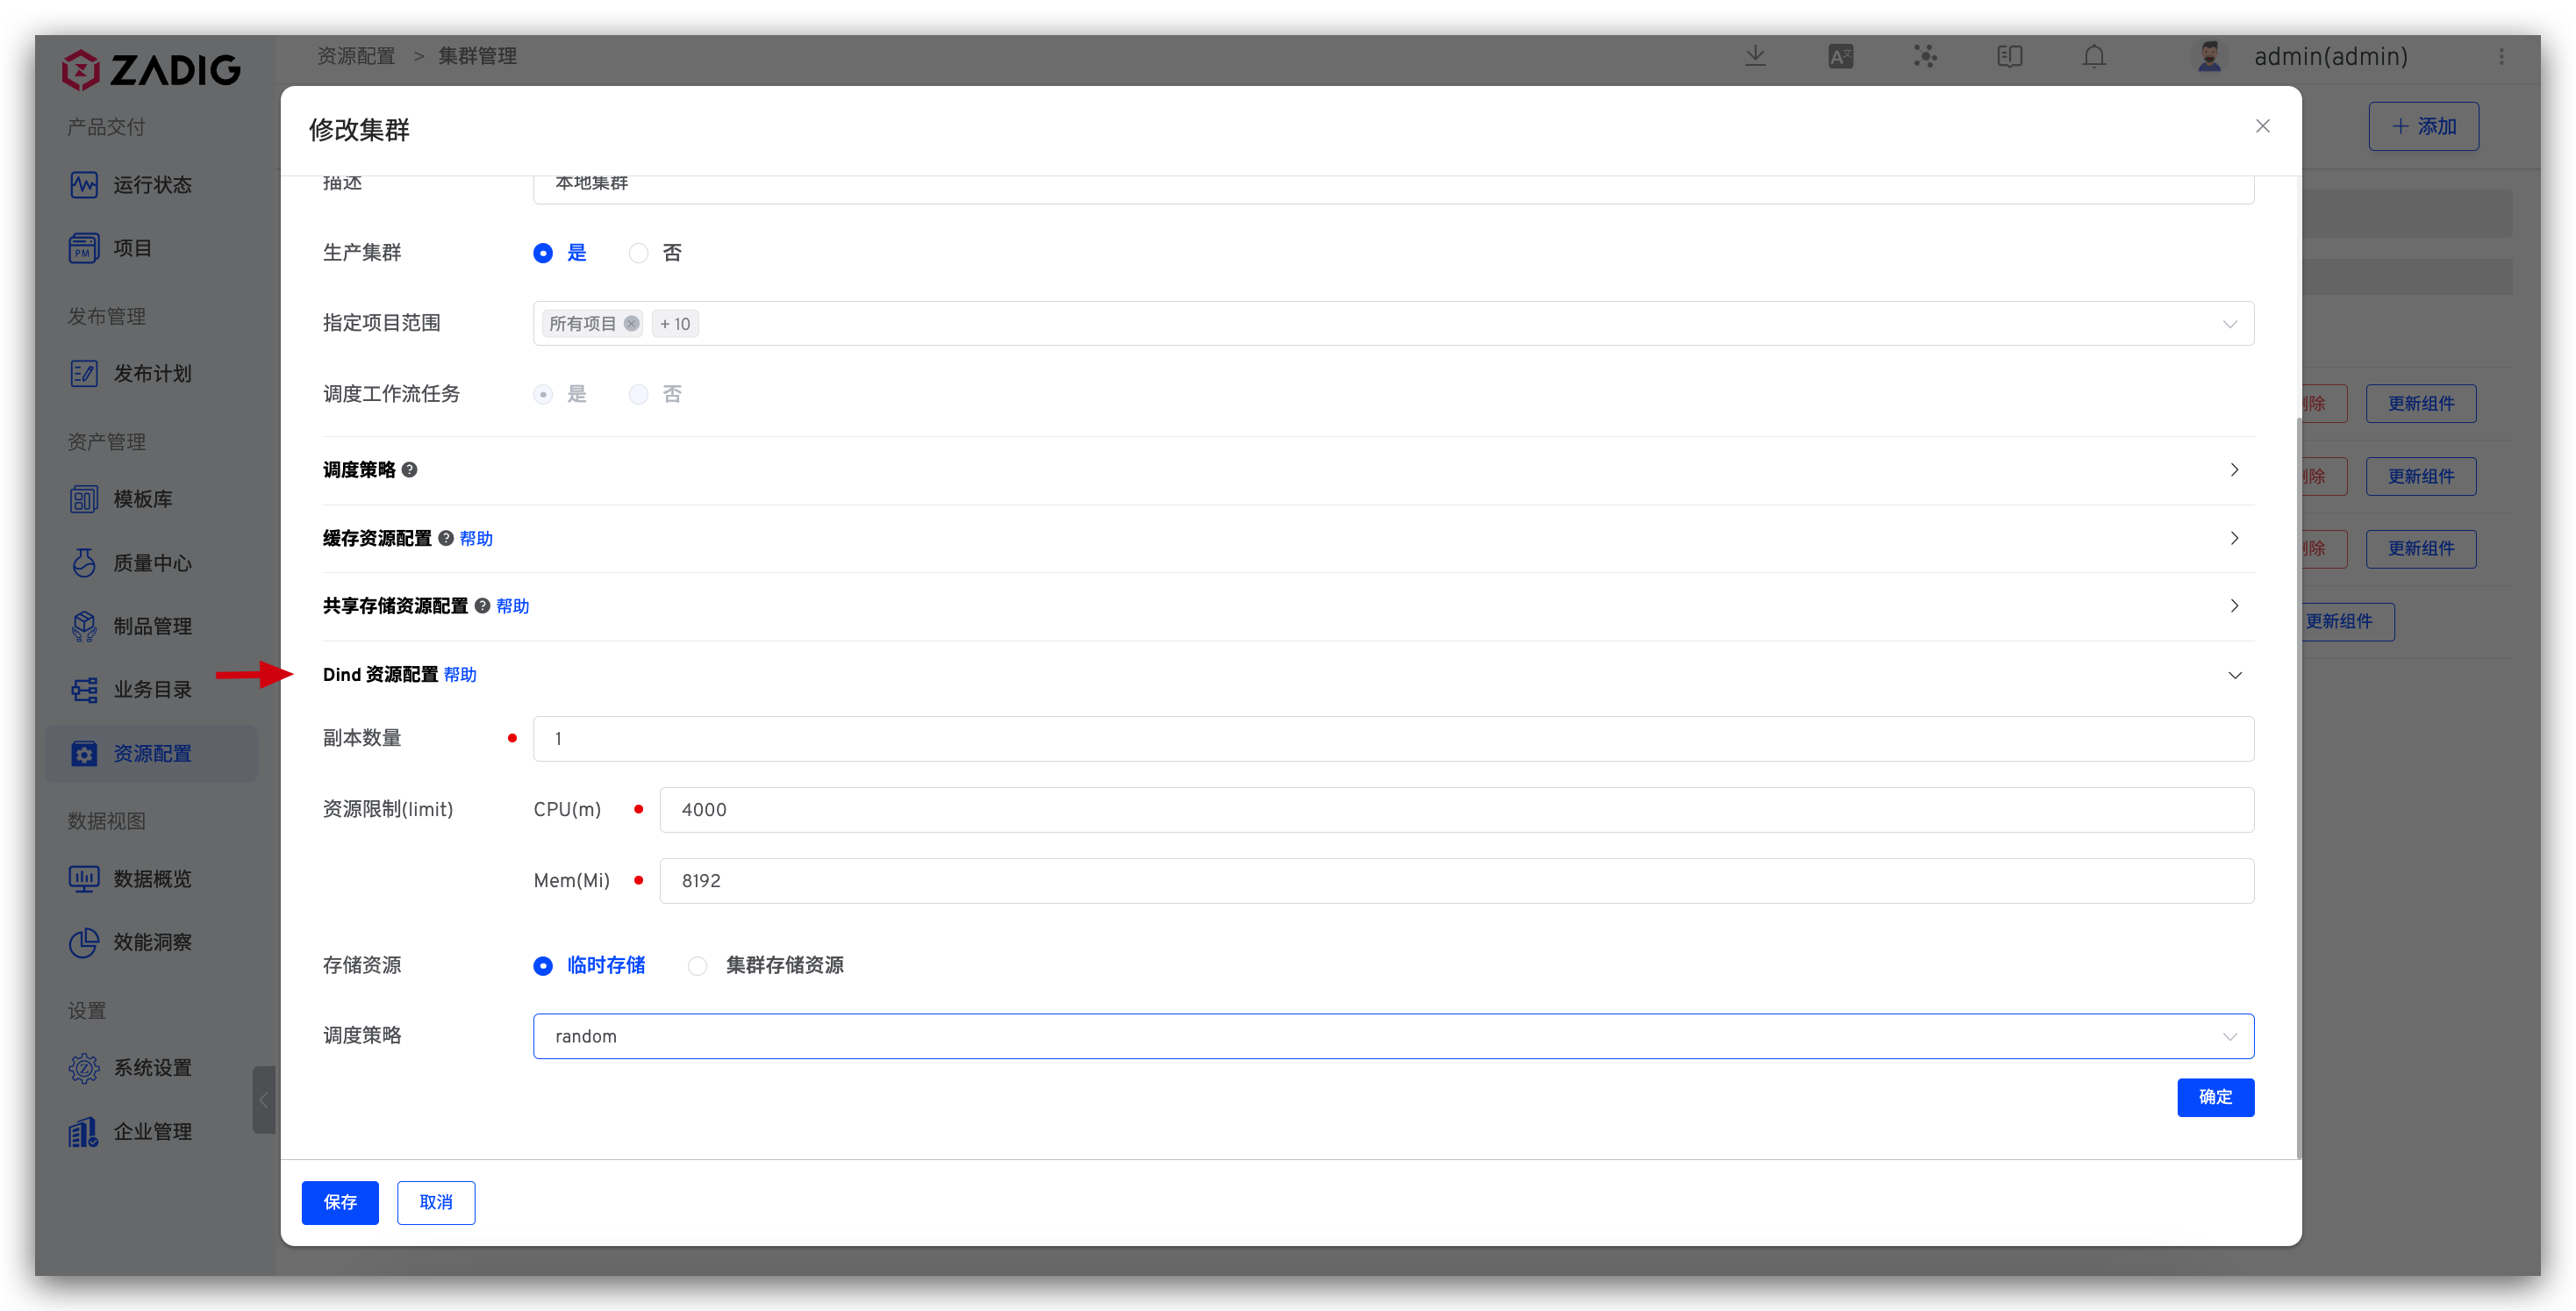 ZADIG
资源配置 > 集群管理
admin(admin)
产品交付
运行状态
项目
发布管理
发布计划
资产管理
模板库
质量中心
制品管理
业务目录
资源配置
数据视图
数据概览
效能洞察
设置
系统设置
企业管理
+ 添加
修改集群
描述 本地集群
生产集群 是 否
指定项目范围 所有项目 + 10
调度工作流任务 是 否
调度策略
缓存资源配置 帮助
共享存储资源配置 帮助
Dind 资源配置 帮助
副本数量 1
资源限制(limit) CPU(m) 4000
Mem(Mi) 8192
存储资源 临时存储 集群存储资源
调度策略 random
确定
保存 取消
除 更新组件
除 更新组件
除 更新组件
更新组件